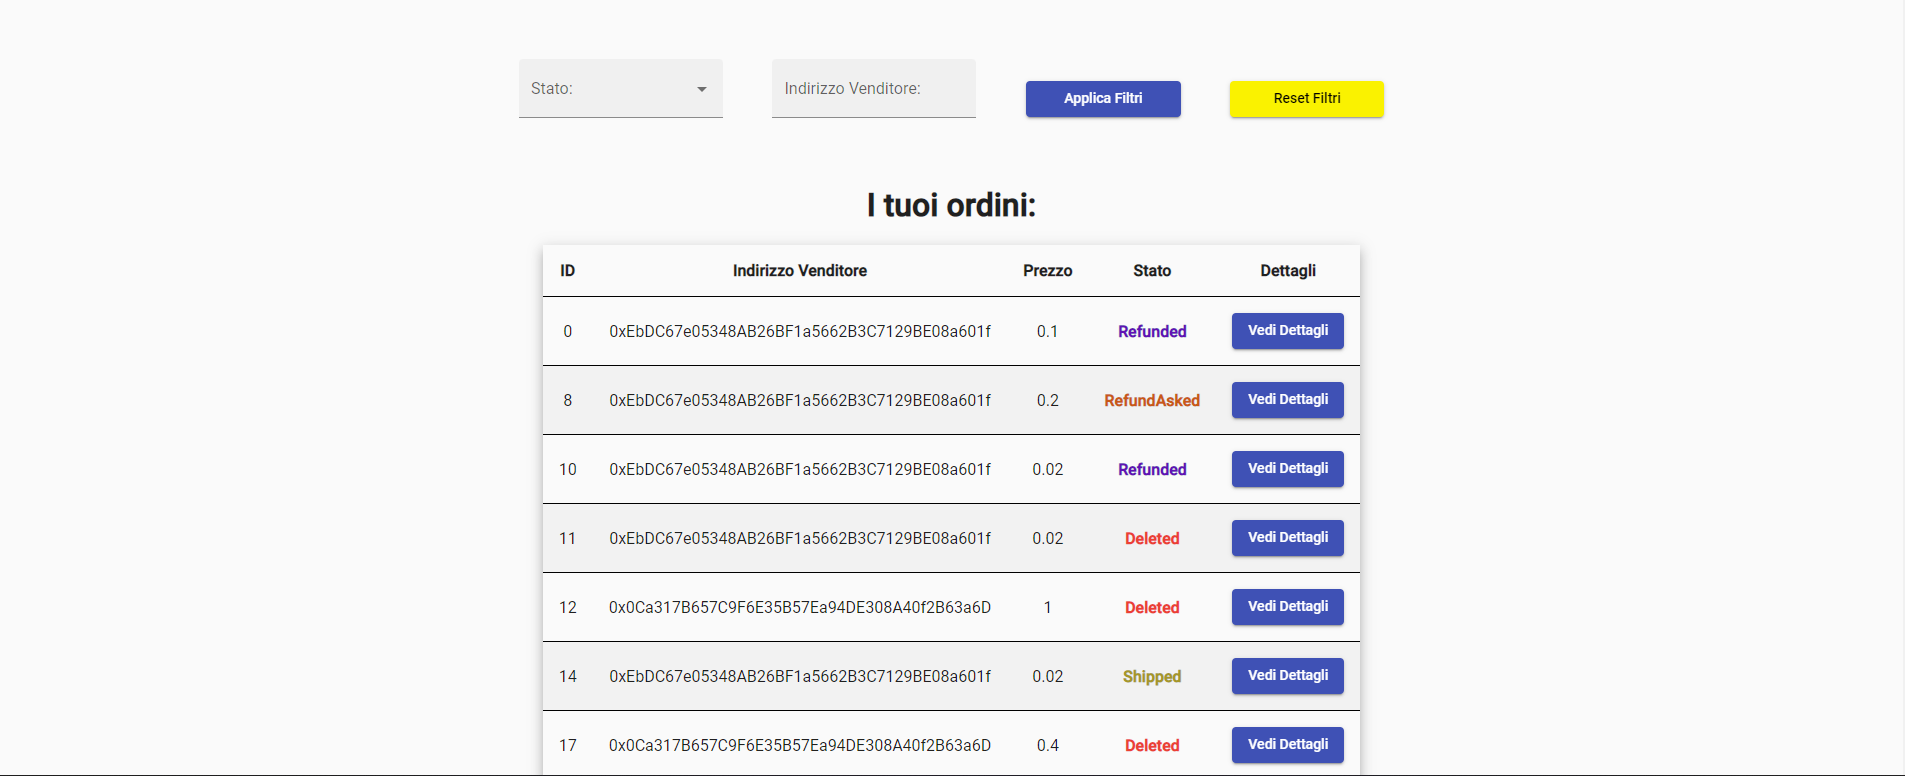 Stato: Indirizzo Venditore: Applica Filtri Reset Filtri
I tuoi ordini:
ID Indirizzo Venditore Prezzo Stato Dettagli
0 0xEbDC67e05348AB26BF1a5662B3C7129BE08a601f 0.1 Refunded Vedi Dettagli
8 0xEbDC67e05348AB26BF1a5662B3C7129BE08a601f 0.2 RefundAsked Vedi Dettagli
10 0xEbDC67e05348AB26BF1a5662B3C7129BE08a601f 0.02 Refunded Vedi Dettagli
11 0xEbDC67e05348AB26BF1a5662B3C7129BE08a601f 0.02 Deleted Vedi Dettagli
12 0x0Ca317B657C9F6E35B57Ea94DE308A40f2B63a6D 1 Deleted Vedi Dettagli
14 0xEbDC67e05348AB26BF1a5662B3C7129BE08a601f 0.02 Shipped Vedi Dettagli
17 0x0Ca317B657C9F6E35B57Ea94DE308A40f2B63a6D 0.4 Deleted Vedi Dettagli